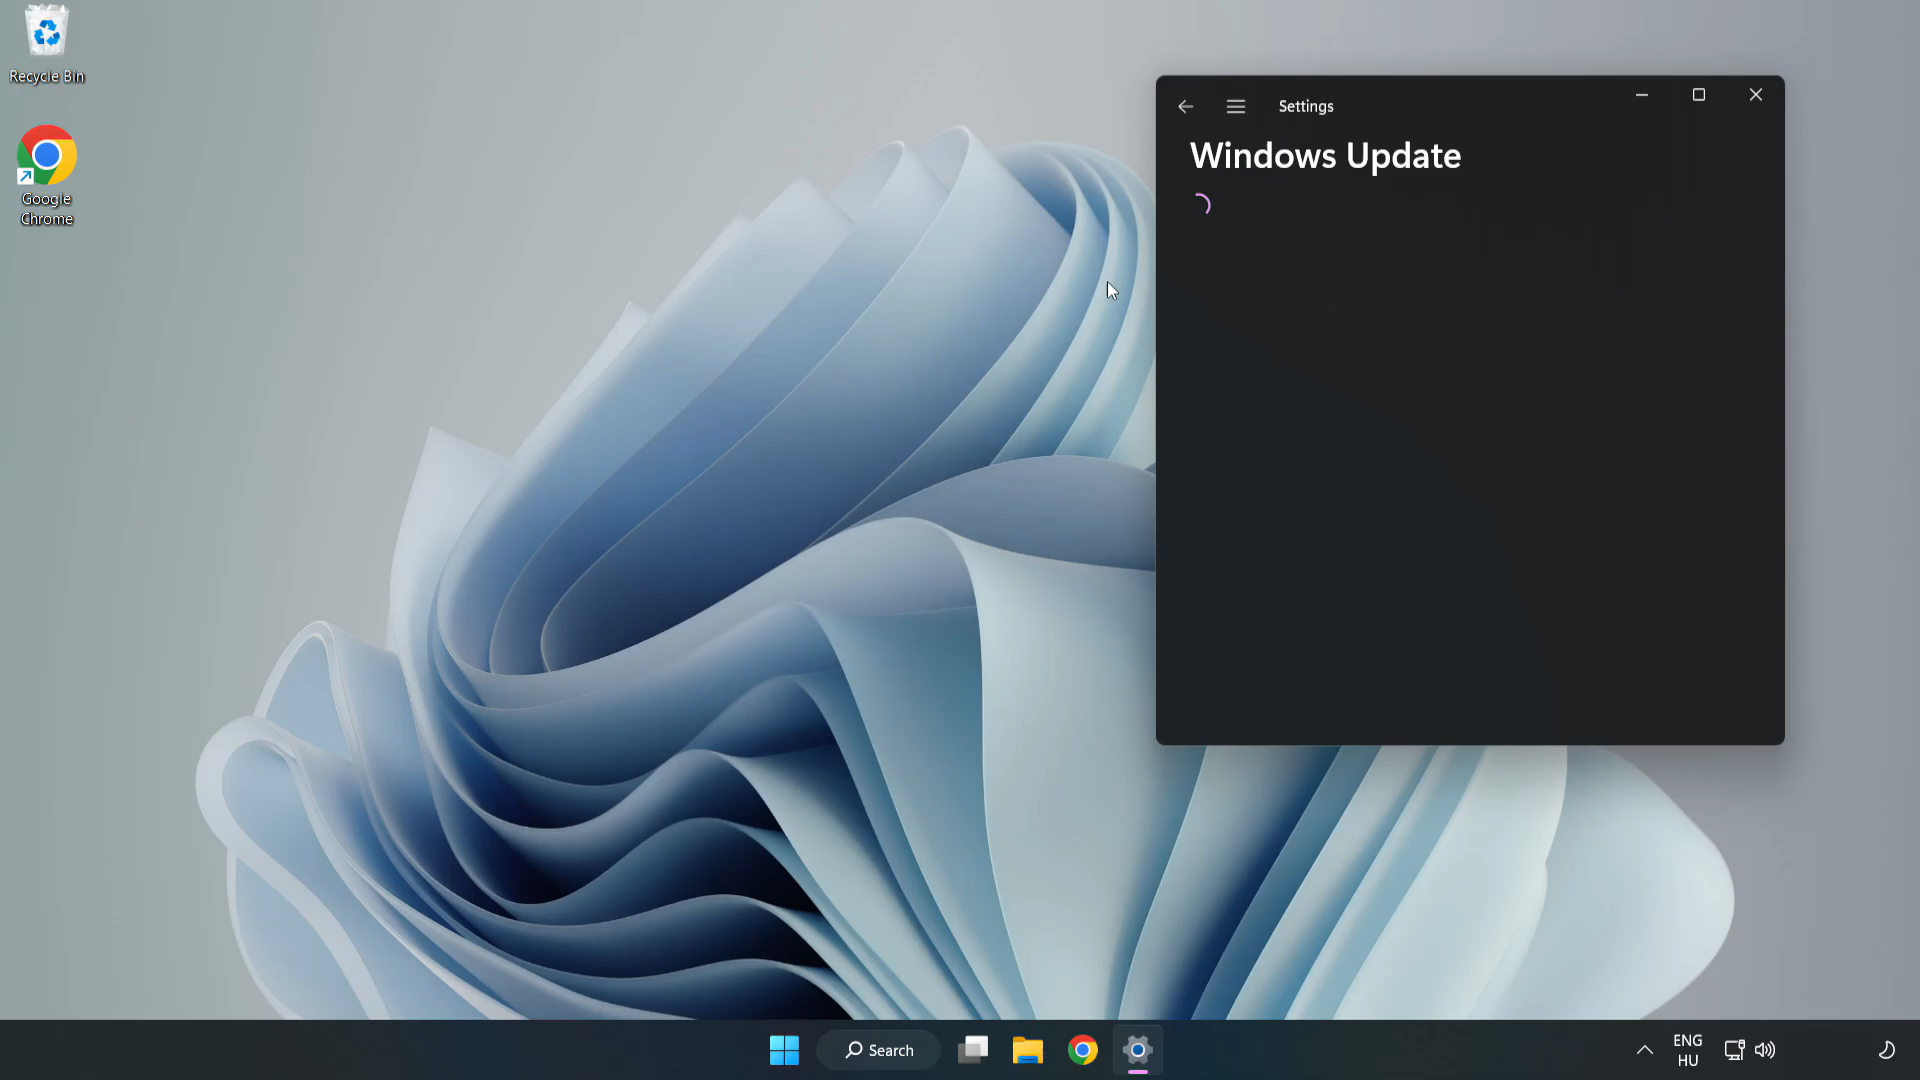 Recycle Bin
Google
Chrome
Settings
Windows Update
Search
ENG
HU